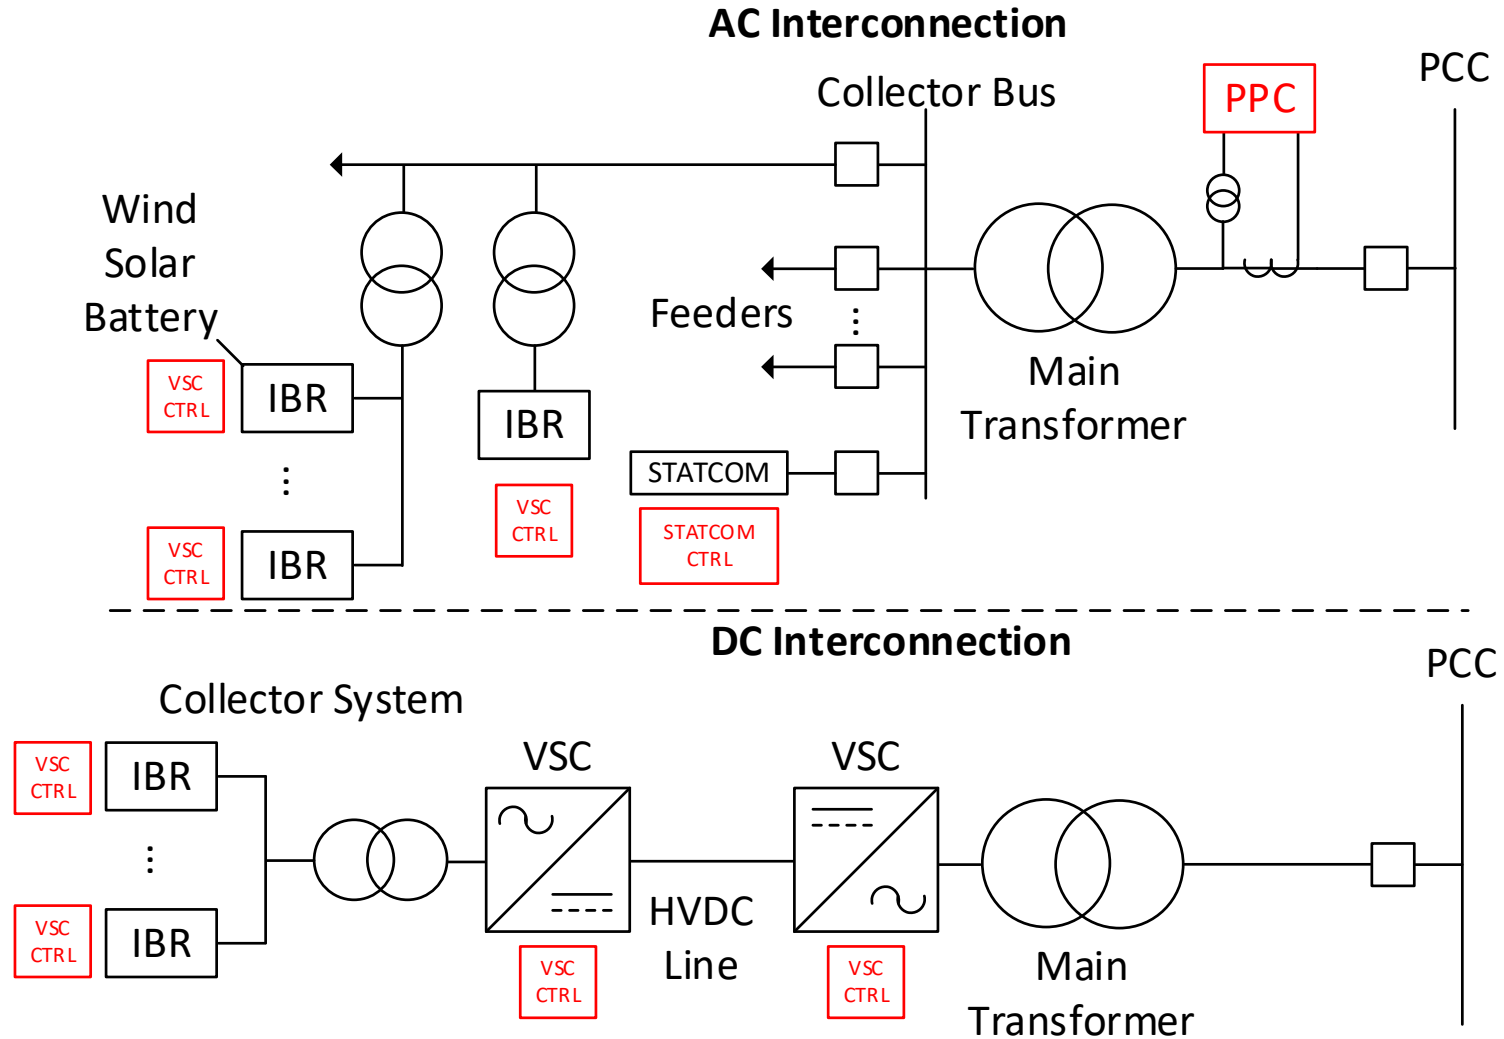 AC Interconnection
PCC
Collector Bus
PPC
Wind
Solar
Battery
Feeders
Main
Transformer
VSC
CTRL
IBR
IBR
STATCOM
VSC
CTRL
STATCOM
CTRL
VSC
CTRL
IBR
DC Interconnection
PCC
Collector System
VSC
CTRL
IBR
VSC
VSC
HVDC
Line
VSC
CTRL
IBR
VSC
CTRL
VSC
CTRL
Main
Transformer